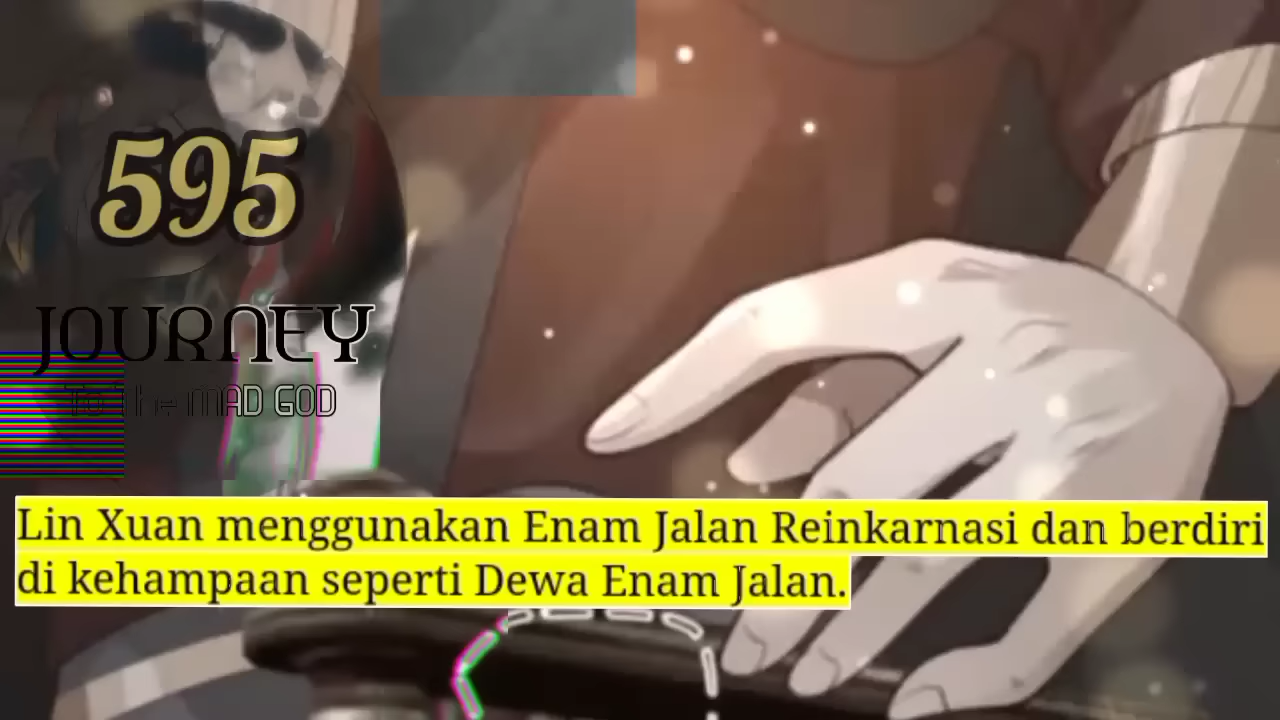 595
JOURNEY
To The MAD GOD
Lin Xuan menggunakan Enam Jalan Reinkarnasi dan berdiri
di kehampaan seperti Dewa Enam Jalan.